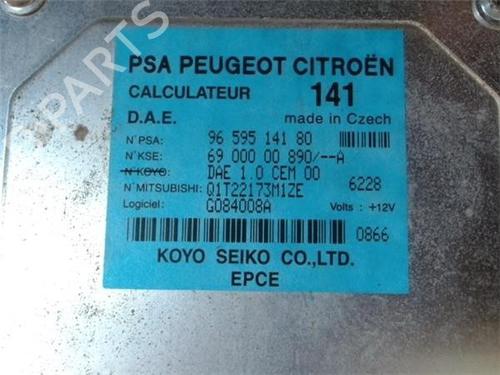 PSA PEUGEOT CITROËN
CALCULATEUR 141
D.A.E. made in Czech
N°PSA: 96 595 141 80
N°KSE: 69 000 00 890/--A
N°KOYO: DAE 1.0 CEM 00
N°MITSUBISHI: Q1T22173M1ZE 6228
Logiciel: G084008A Volts : +12V
0866
KOYO SEIKO CO.,LTD.
EPCE
B PARTS